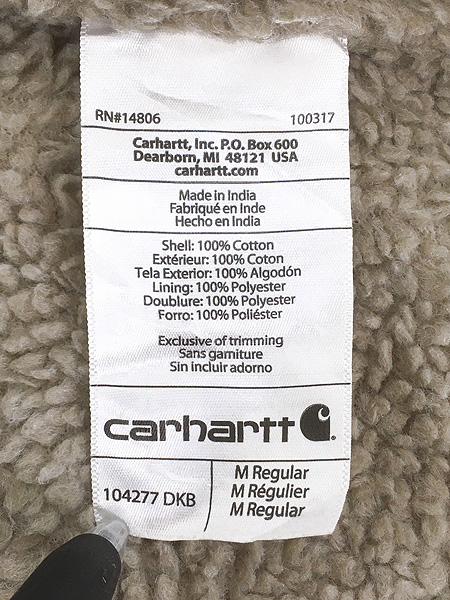 RN#14806 100317
Carhartt, Inc. P.O. Box 600
Dearborn, MI 48121 USA
carhartt.com
Made in India
Fabriqué en Inde
Hecho en India
Shell: 100% Cotton
Extérieur: 100% Coton
Tela Exterior: 100% Algodón
Lining: 100% Polyester
Doublure: 100% Polyester
Forro: 100% Poliéster
Exclusive of trimming
Sans garniture
Sin incluir adorno
carhartt
104277 DKB
M Regular
M Régulier
M Regular